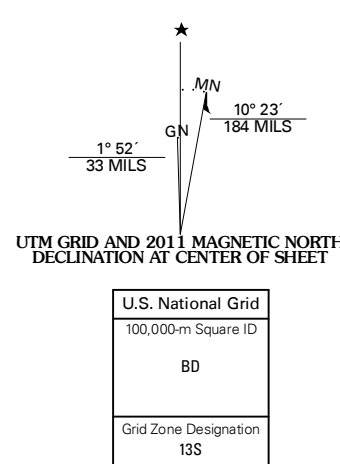 ★
MN
GN
10° 23´
184 MILS
1° 52´
33 MILS
UTM GRID AND 2011 MAGNETIC NORTH
DECLINATION AT CENTER OF SHEET
U.S. National Grid
100,000-m Square ID
BD
Grid Zone Designation
13S